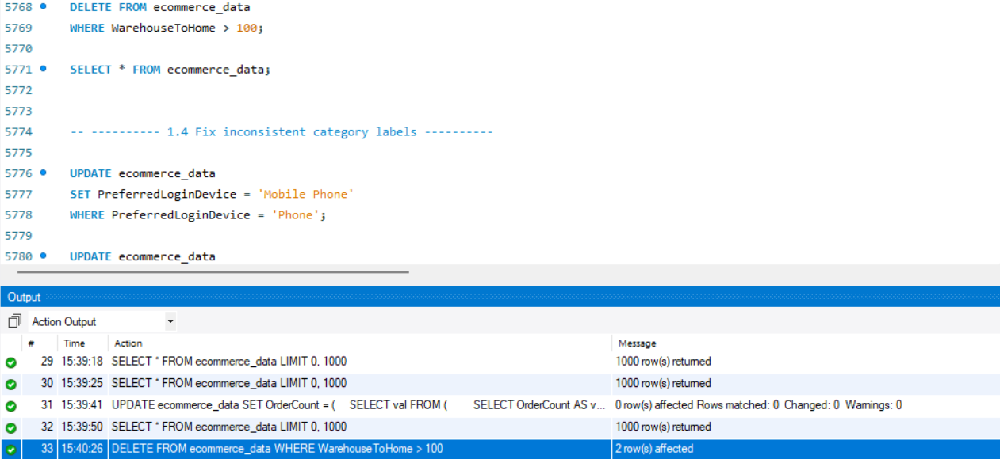 5768 DELETE FROM ecommerce_data
5769 WHERE WarehouseToHome > 100;
5770
5771 SELECT * FROM ecommerce_data;
5772
5773
5774 -- ---------- 1.4 Fix inconsistent category labels ----------
5775
5776 UPDATE ecommerce_data
5777 SET PreferredLoginDevice = 'Mobile Phone'
5778 WHERE PreferredLoginDevice = 'Phone';
5779
5780 UPDATE ecommerce_data
Output
Action Output
# Time Action Message
29 15:39:18 SELECT * FROM ecommerce_data LIMIT 0, 1000 1000 row(s) returned
30 15:39:25 SELECT * FROM ecommerce_data LIMIT 0, 1000 1000 row(s) returned
31 15:39:41 UPDATE ecommerce_data SET OrderCount = ( SELECT val FROM ( SELECT OrderCount AS v... 0 row(s) affected Rows matched: 0 Changed: 0 Warnings: 0
32 15:39:50 SELECT * FROM ecommerce_data LIMIT 0, 1000 1000 row(s) returned
33 15:40:26 DELETE FROM ecommerce_data WHERE WarehouseToHome > 100 2 row(s) affected